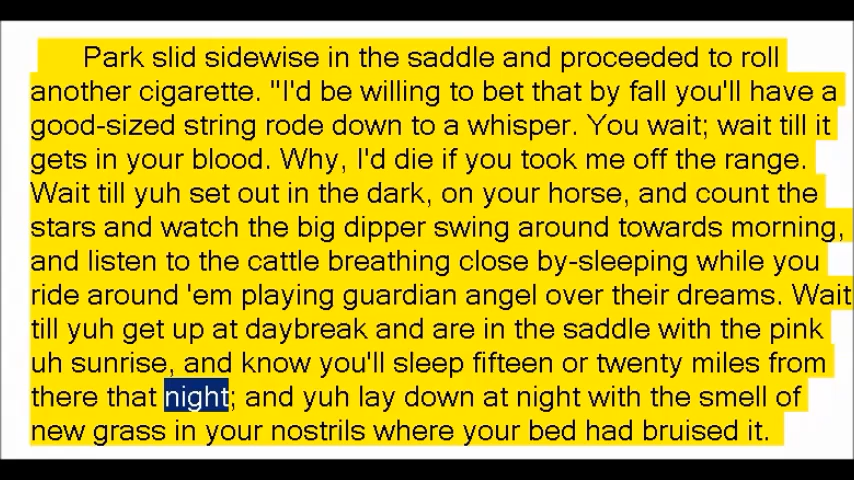 Park slid sidewise in the saddle and proceeded to roll
another cigarette. "I'd be willing to bet that by fall you'll have a
good-sized string rode down to a whisper. You wait; wait till it
gets in your blood. Why, I'd die if you took me off the range.
Wait till yuh set out in the dark, on your horse, and count the
stars and watch the big dipper swing around towards morning,
and listen to the cattle breathing close by-sleeping while you
ride around 'em playing guardian angel over their dreams. Wait
till yuh get up at daybreak and are in the saddle with the pink
uh sunrise, and know you'll sleep fifteen or twenty miles from
there that night; and yuh lay down at night with the smell of
new grass in your nostrils where your bed had bruised it.